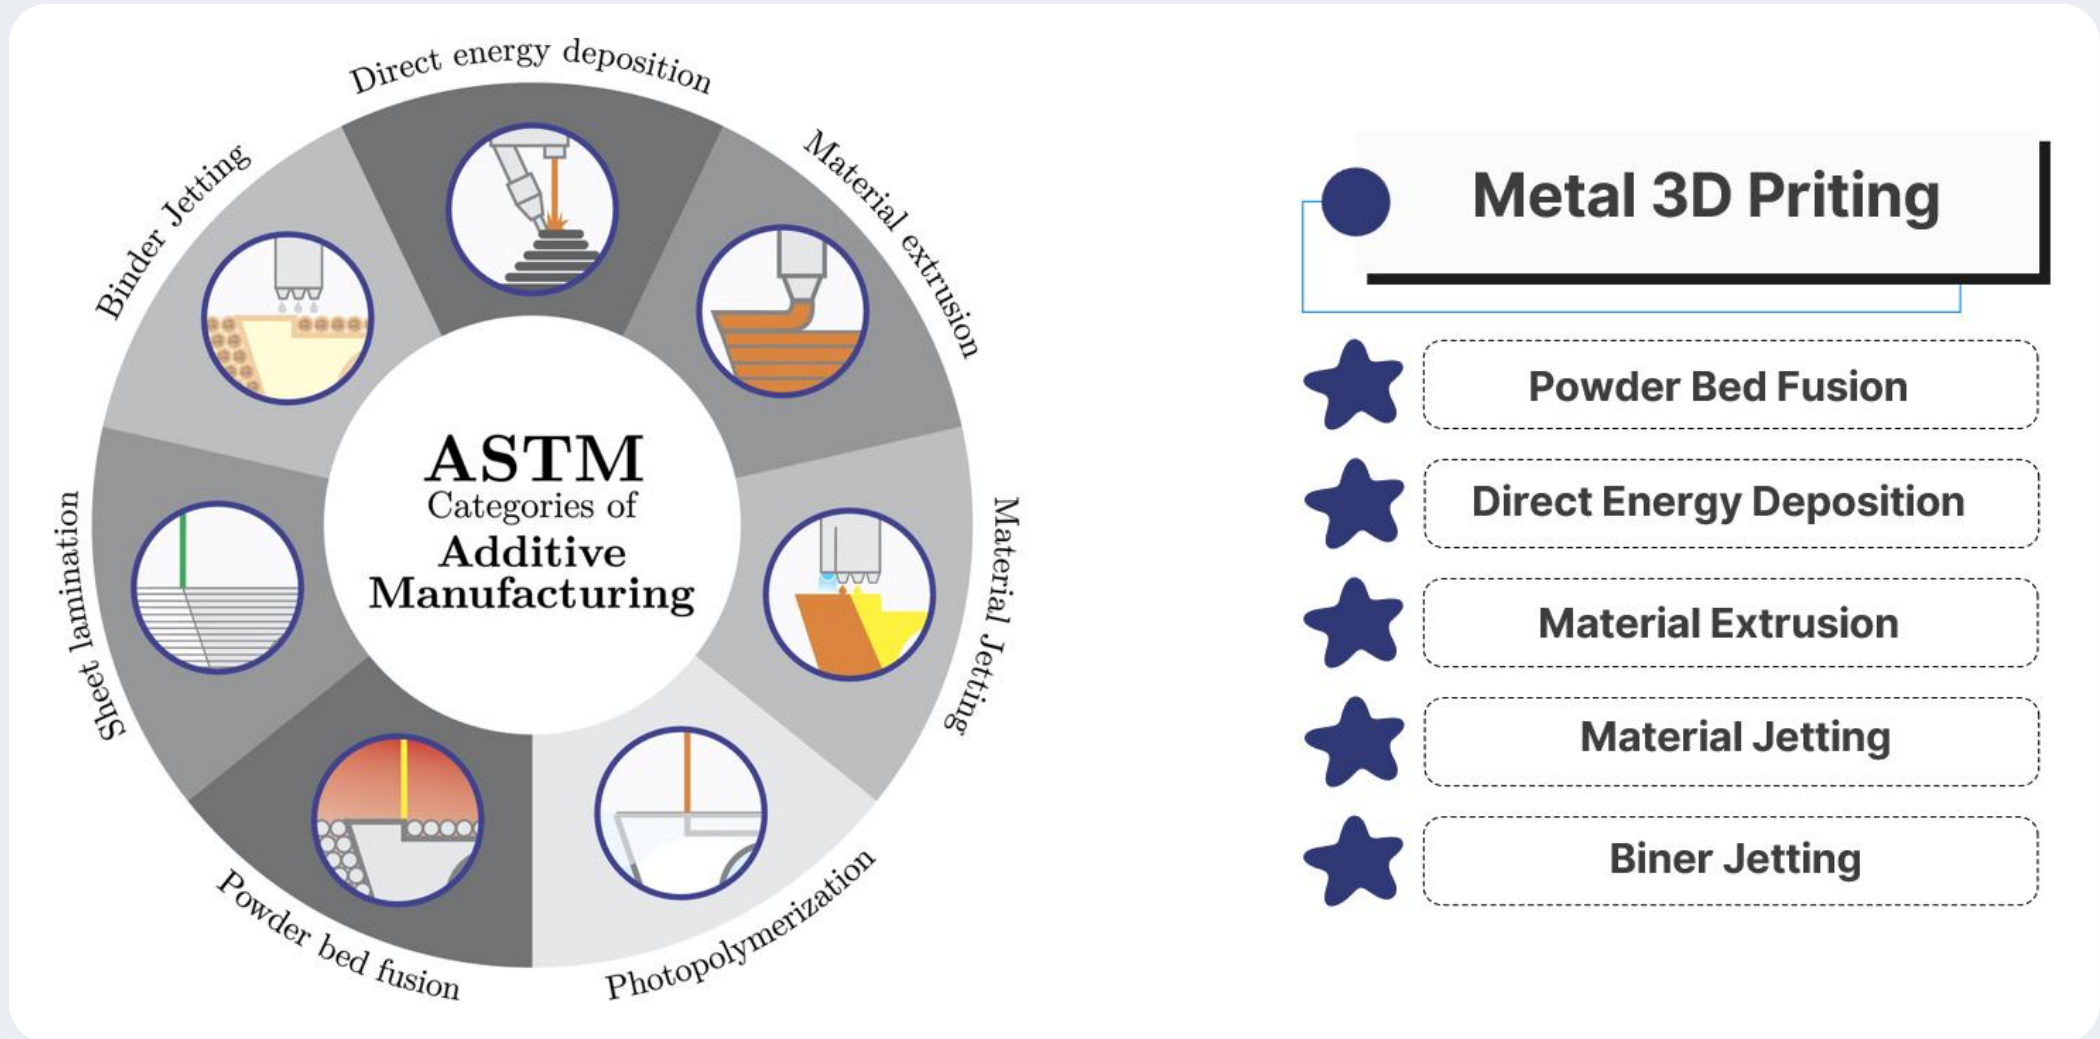 Direct energy deposition
Material extrusion
Material Jetting
Photopolymerization
Powder bed fusion
Sheet lamination
Binder Jetting
ASTM
Categories of
Additive
Manufacturing
Metal 3D Priting
Powder Bed Fusion
Direct Energy Deposition
Material Extrusion
Material Jetting
Biner Jetting